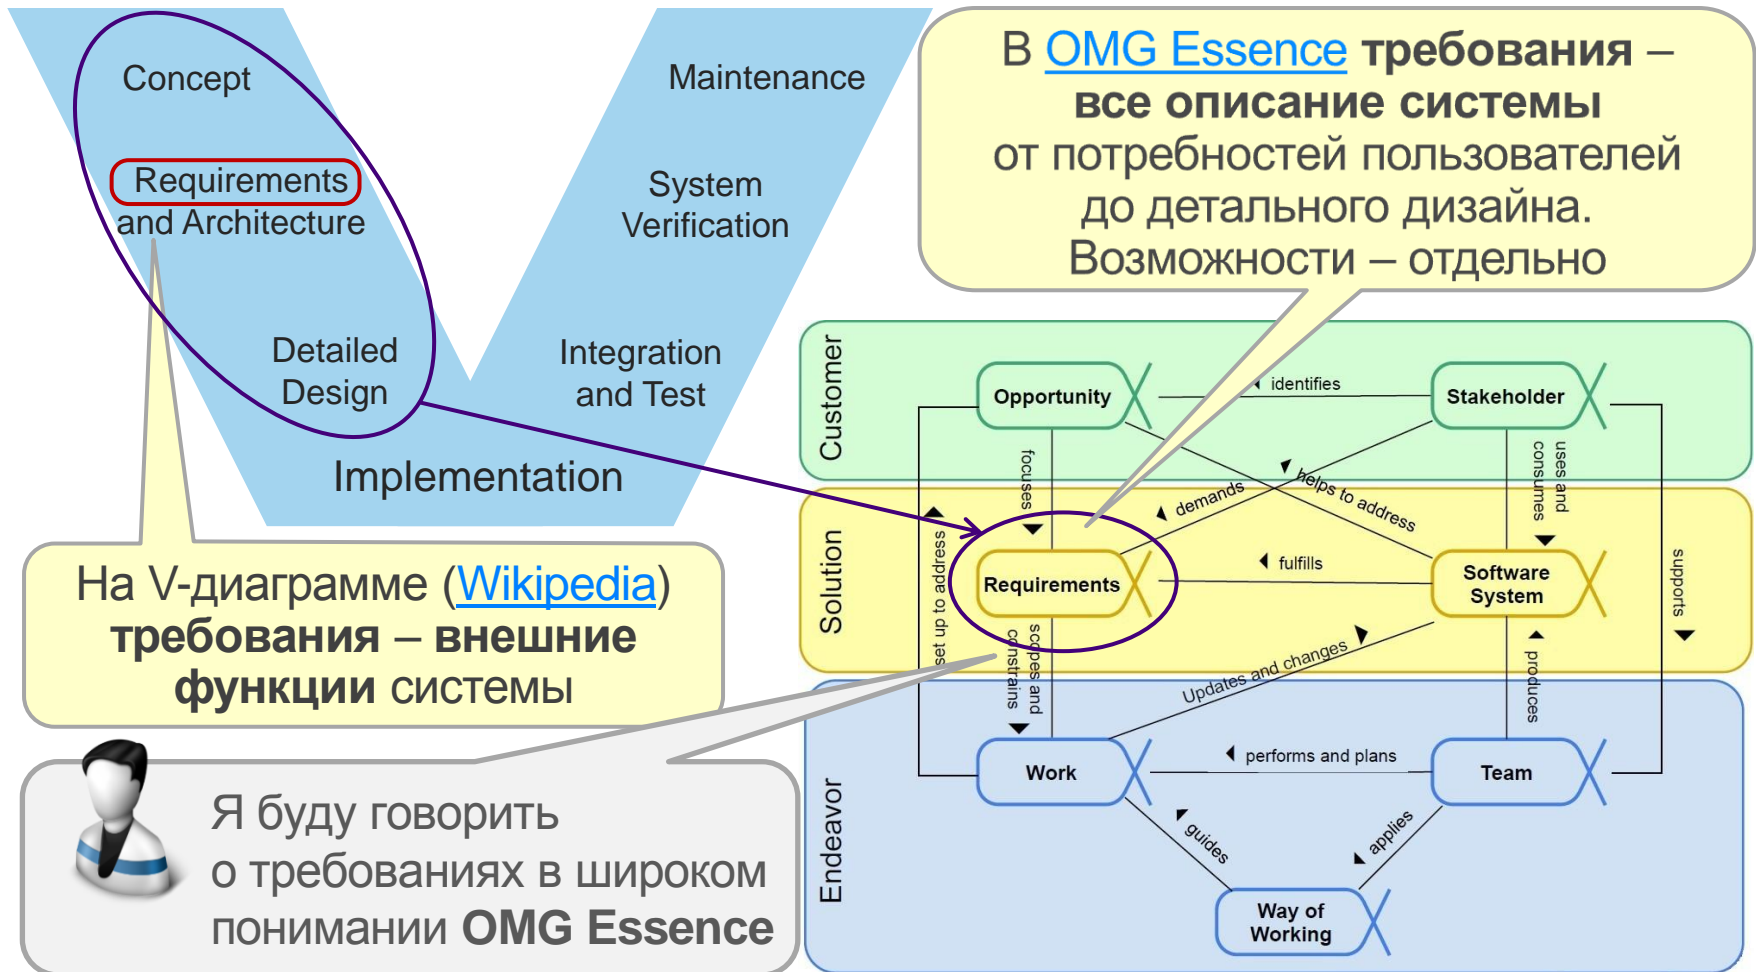 Concept
Requirements
and Architecture
Detailed
Design
Implementation
Integration
and Test
System
Verification
Maintenance
В OMG Essence требования –
все описание системы
от потребностей пользователей
до детального дизайна.
Возможности – отдельно
На V-диаграмме (Wikipedia)
требования – внешние
функции системы
Я буду говорить
о требованиях в широком
понимании OMG Essence
Customer
Opportunity
identifies
Stakeholder
focuses
demands
helps to address
uses and
consumes
Solution
set up to address
Requirements
fulfills
Software
System
supports
scopes and
constrains
Updates and changes
produces
Endeavor
Work
performs and plans
Team
guides
applies
Way of
Working